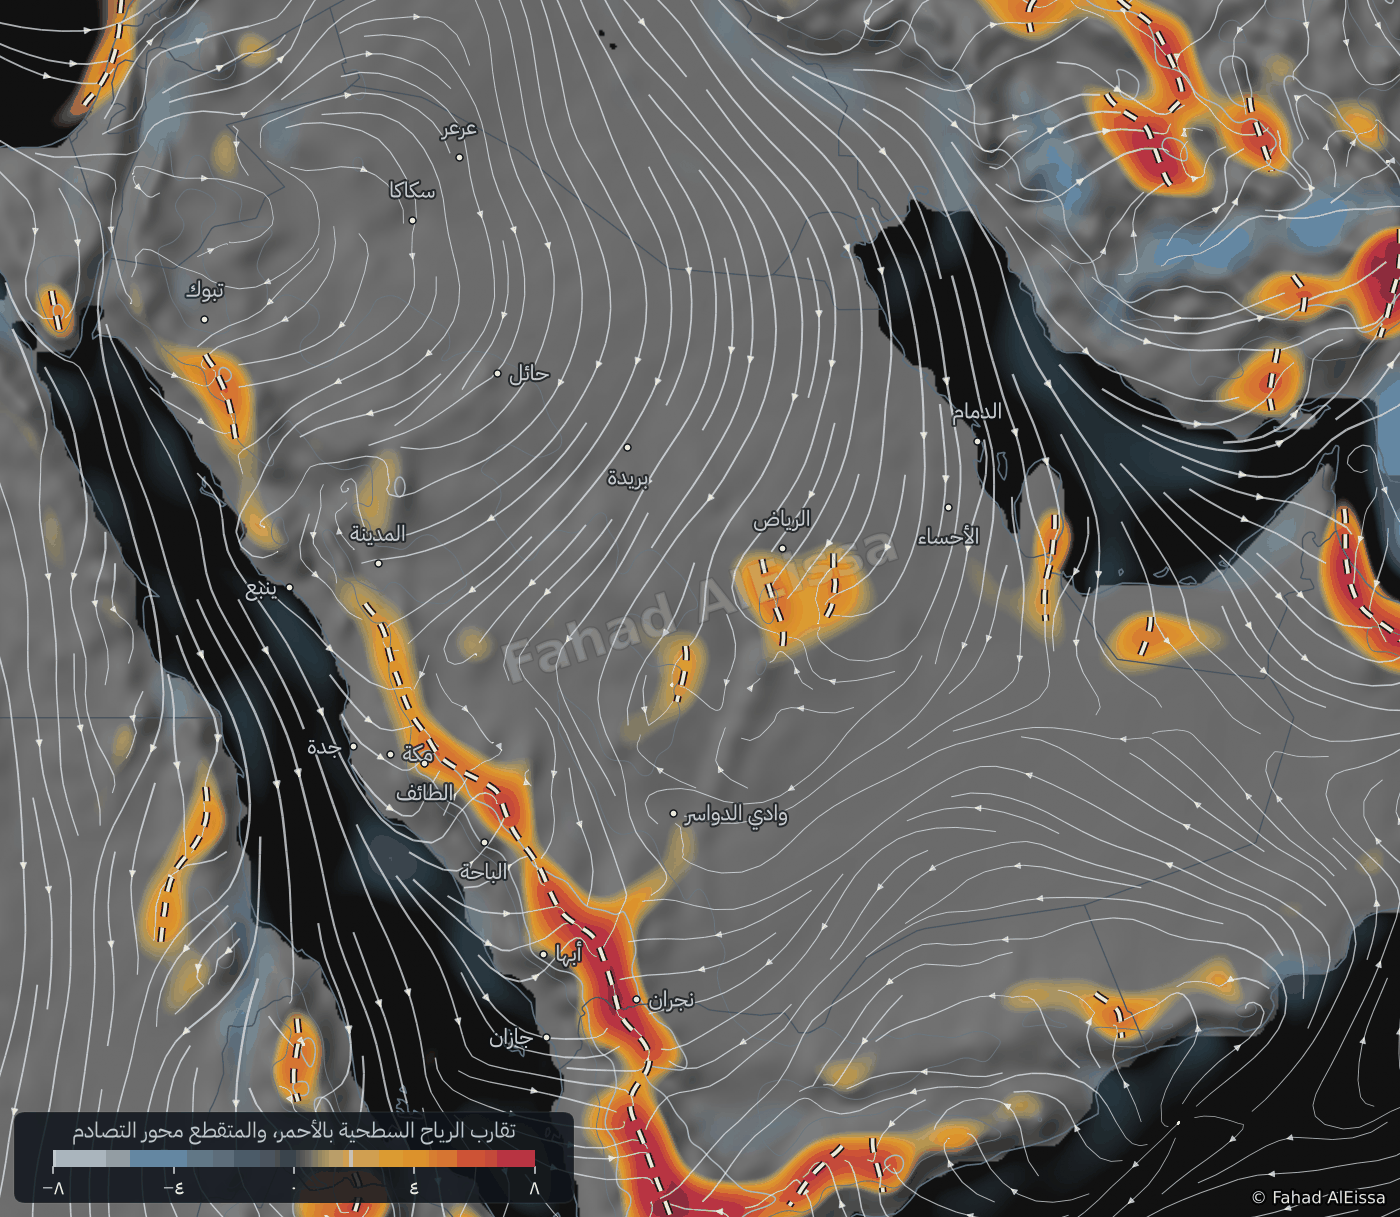 عرعر
سكاكا
تبوك
حائل
الدمام
بريدة
الرياض
المدينة
الأحساء
ينبع
Fahad AlEissa
جدة
مكة
الطائف
وادي الدواسر
الباحة
أبها
نجران
جازان
تقارب الرياح السطحية بالأحمر، والمتقطع محور التصادم
−٨ −٤ ٠ ٤ ٨
© Fahad AlEissa